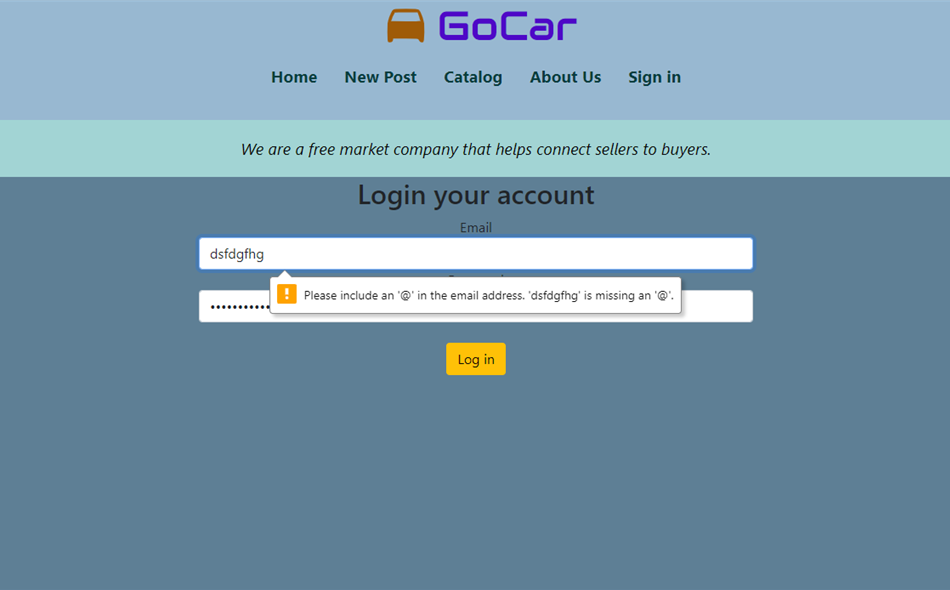 GoCar
Home New Post Catalog About Us Sign in
We are a free market company that helps connect sellers to buyers.
Login your account
Email
dsfdgfhg
Please include an '@' in the email address. 'dsfdgfhg' is missing an '@'.
Log in